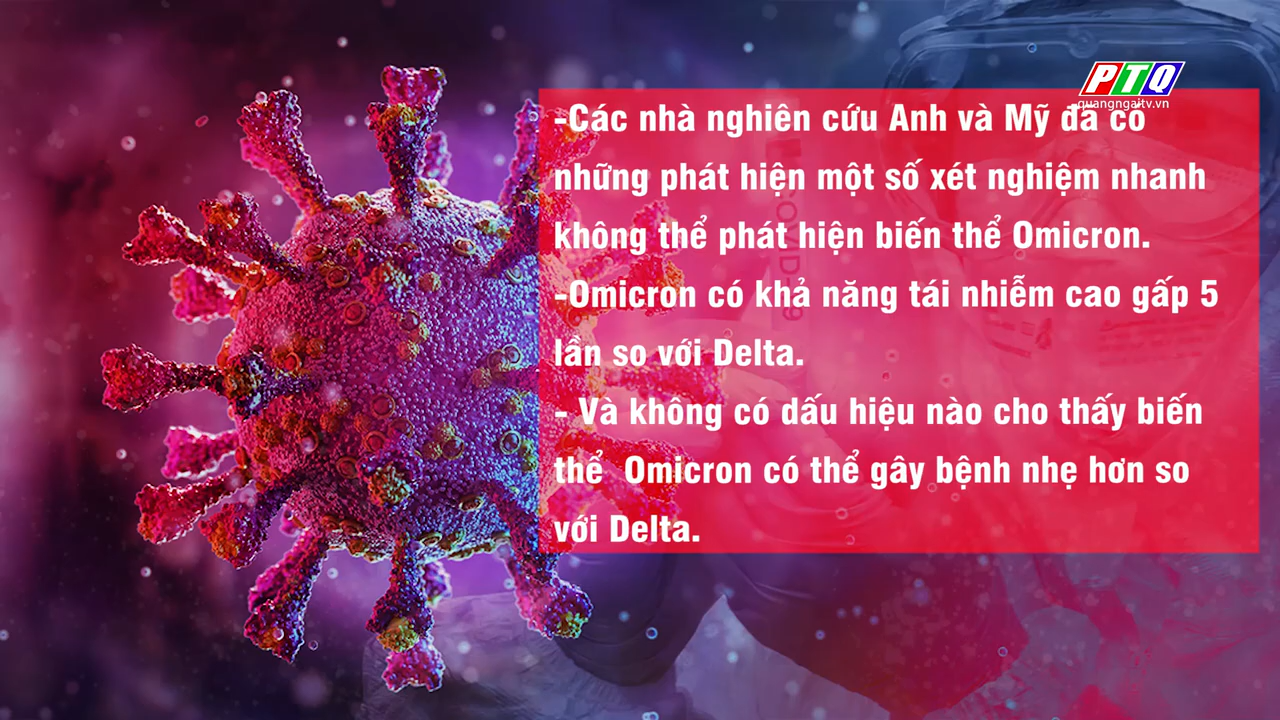 PTQ
quangngaitv.vn
-Các nhà nghiên cứu Anh và Mỹ đã có
những phát hiện một số xét nghiệm nhanh
không thể phát hiện biến thể Omicron.
-Omicron có khả năng tái nhiễm cao gấp 5
lần so với Delta.
- Và không có dấu hiệu nào cho thấy biến
thể  Omicron có thể gây bệnh nhẹ hơn so
với Delta.